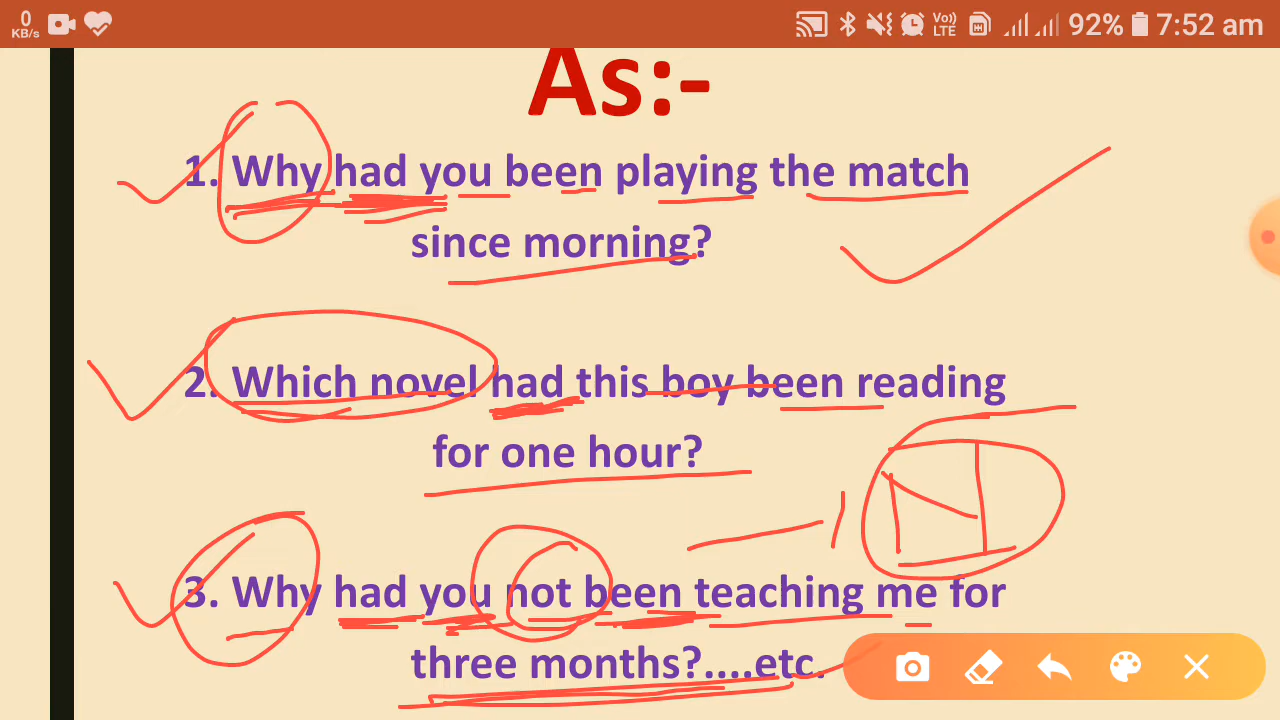 0
KB/s
Vo))
LTE
92%
7:52 am
As:-
1. Why had you been playing the match
since morning?
2. Which novel had this boy been reading
for one hour?
3. Why had you not been teaching me for
three months?....etc.